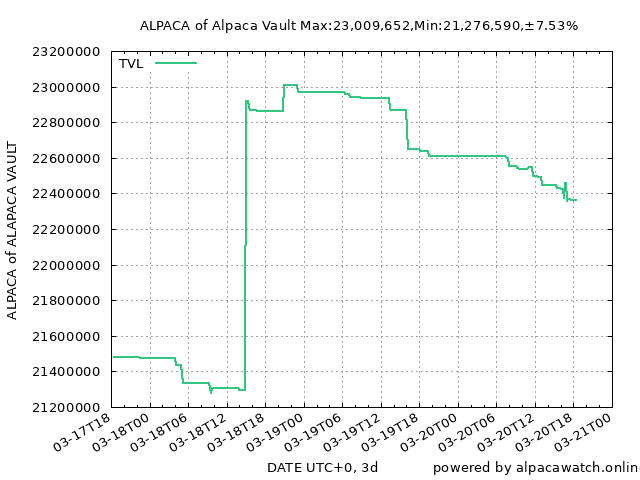 ALPACA of Alpaca Vault Max:23,009,652,Min:21,276,590,±7.53%
TVL
ALPACA of ALAPACA VAULT
23200000
23000000
22800000
22600000
22400000
22200000
22000000
21800000
21600000
21400000
21200000
03-17T18
03-18T00
03-18T06
03-18T12
03-18T18
03-19T00
03-19T06
03-19T12
03-19T18
03-20T00
03-20T06
03-20T12
03-20T18
03-21T00
DATE UTC+0, 3d
powered by alpacawatch.online